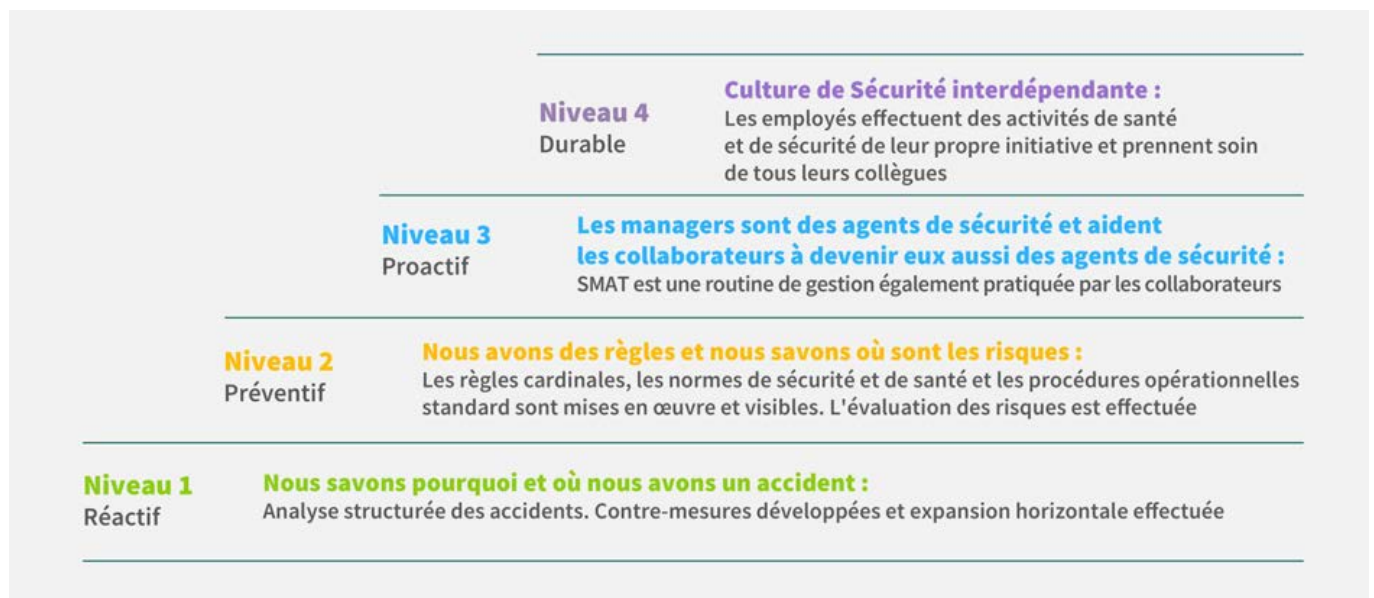 Niveau 4
Durable
Culture de Sécurité interdépendante :
Les employés effectuent des activités de santé
et de sécurité de leur propre initiative et prennent soin
de tous leurs collègues
Niveau 3
Proactif
Les managers sont des agents de sécurité et aident
les collaborateurs à devenir eux aussi des agents de sécurité :
SMAT est une routine de gestion également pratiquée par les collaborateurs
Niveau 2
Préventif
Nous avons des règles et nous savons où sont les risques :
Les règles cardinales, les normes de sécurité et de santé et les procédures opérationnelles
standard sont mises en œuvre et visibles. L'évaluation des risques est effectuée
Niveau 1
Réactif
Nous savons pourquoi et où nous avons un accident :
Analyse structurée des accidents. Contre-mesures développées et expansion horizontale effectuée